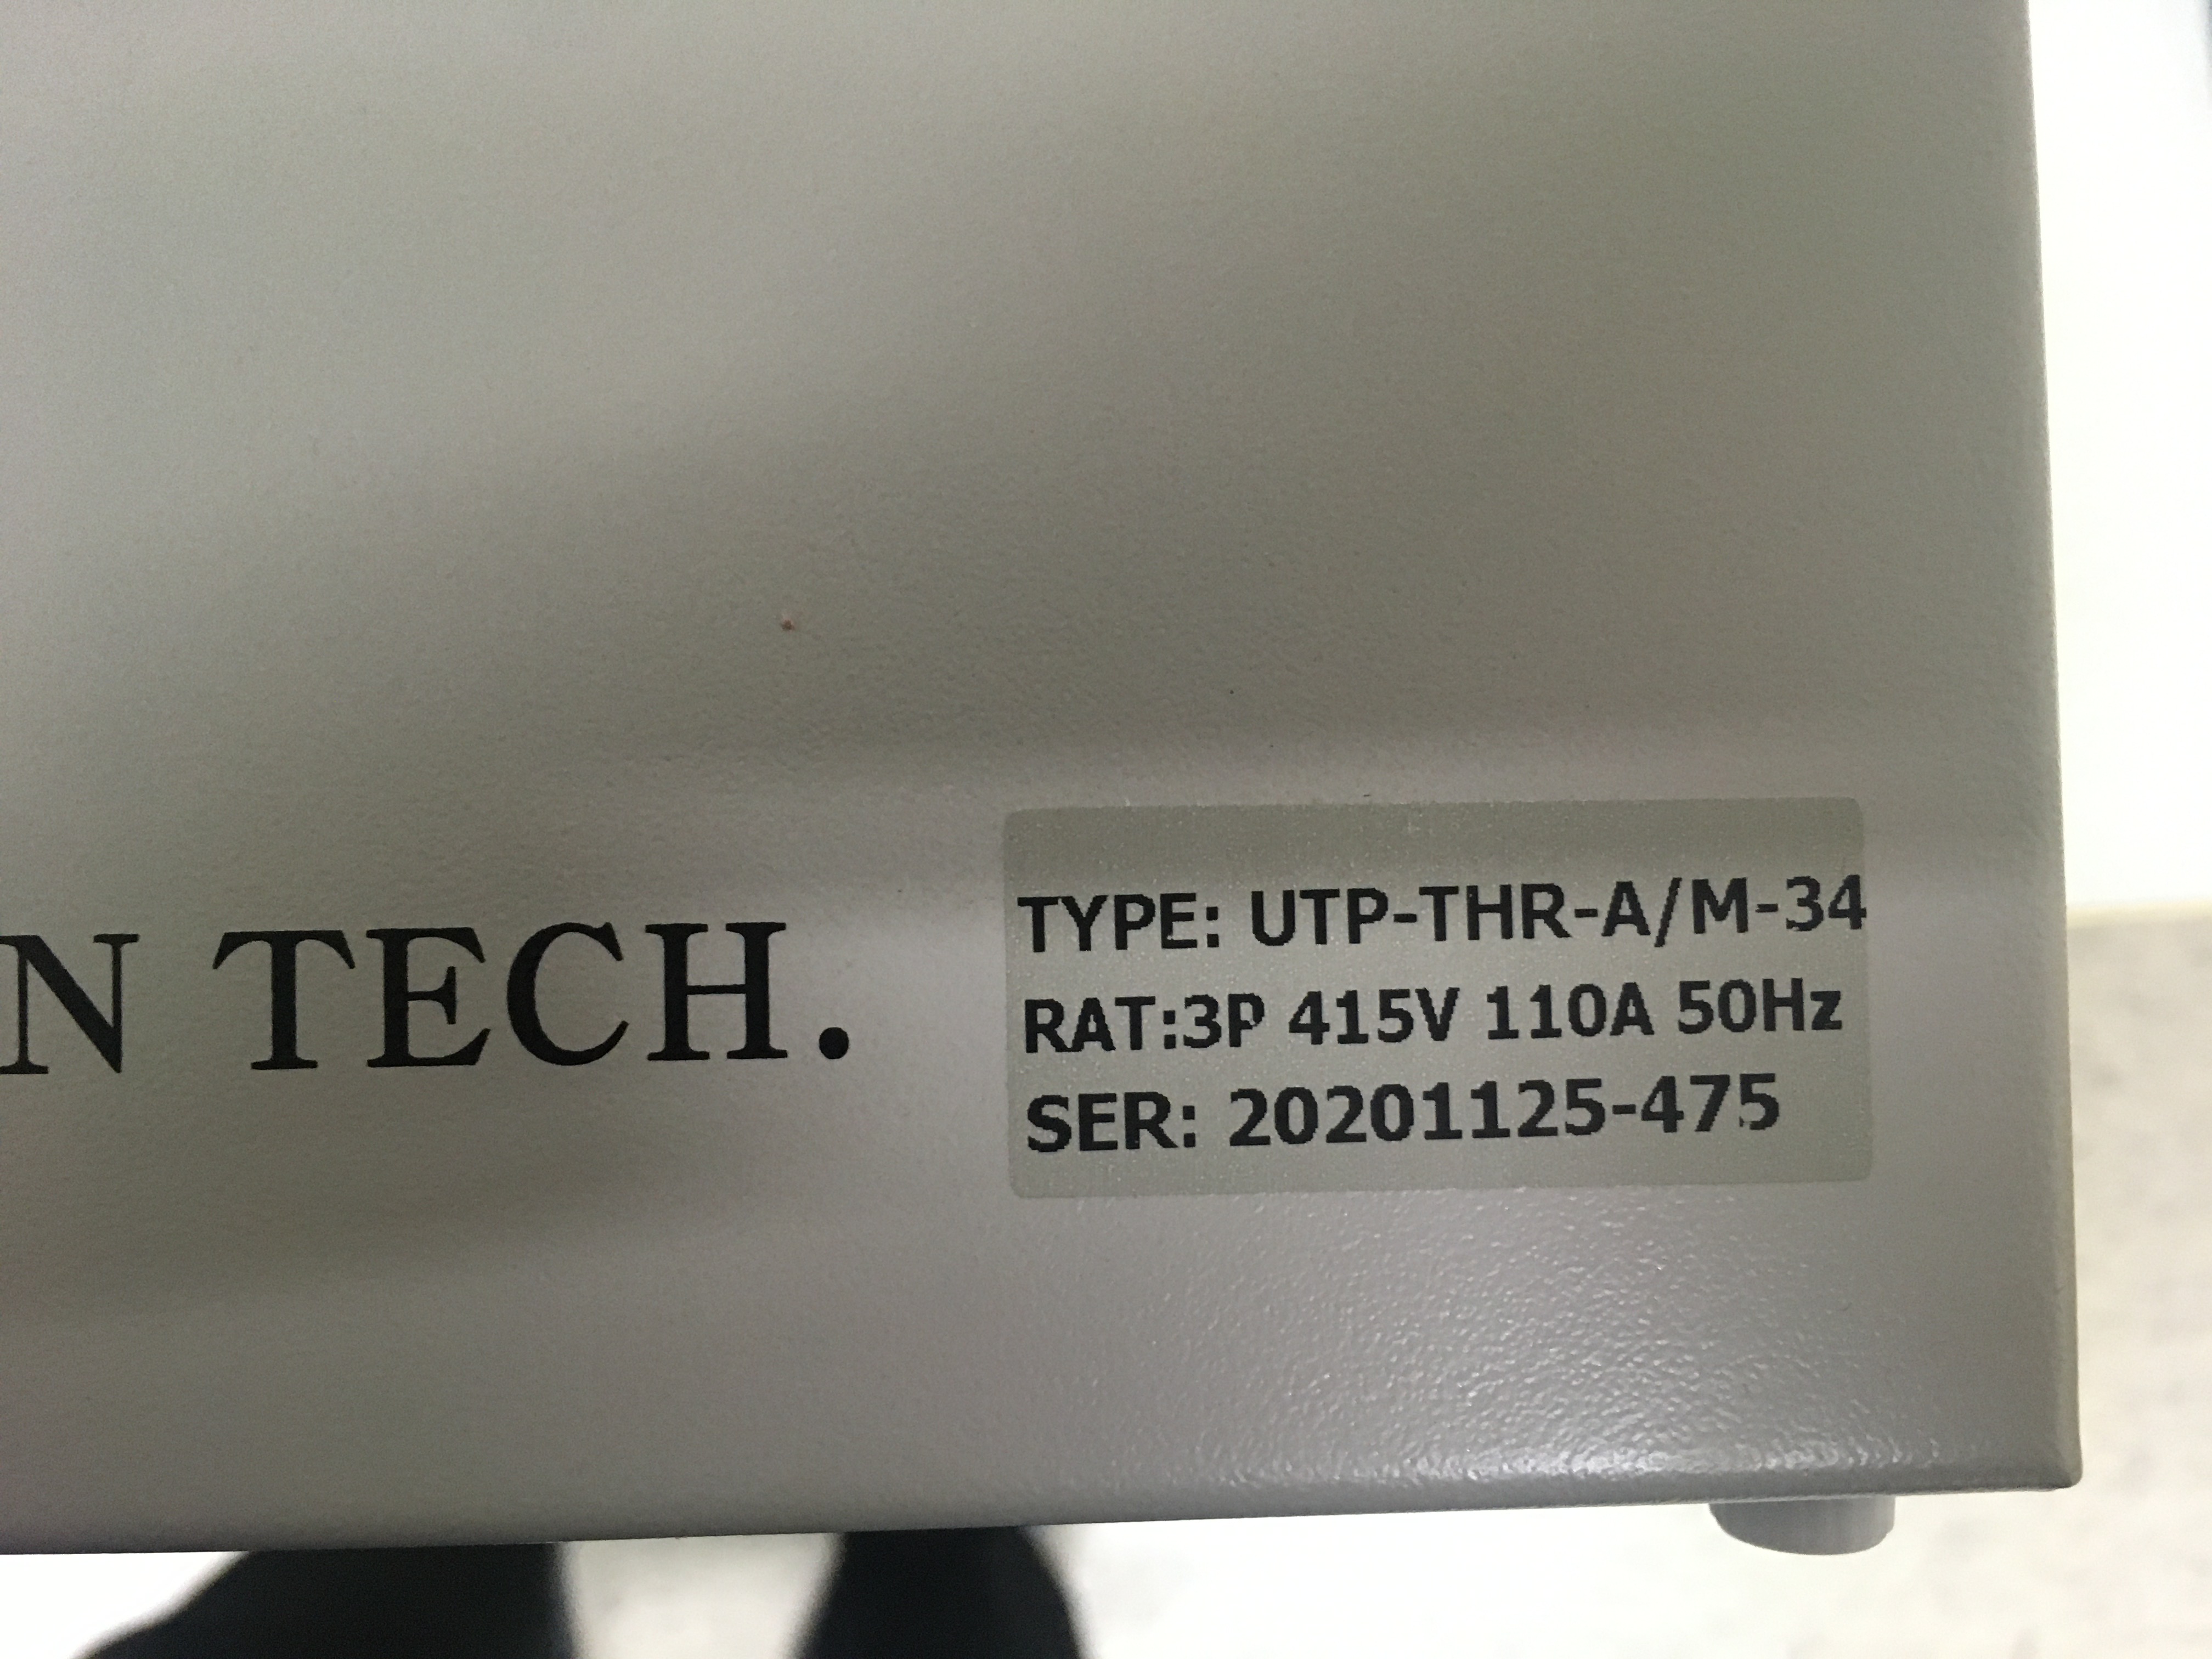 N TECH.
TYPE: UTP-THR-A/M-34
RAT:3P 415V 110A 50Hz
SER: 20201125-475